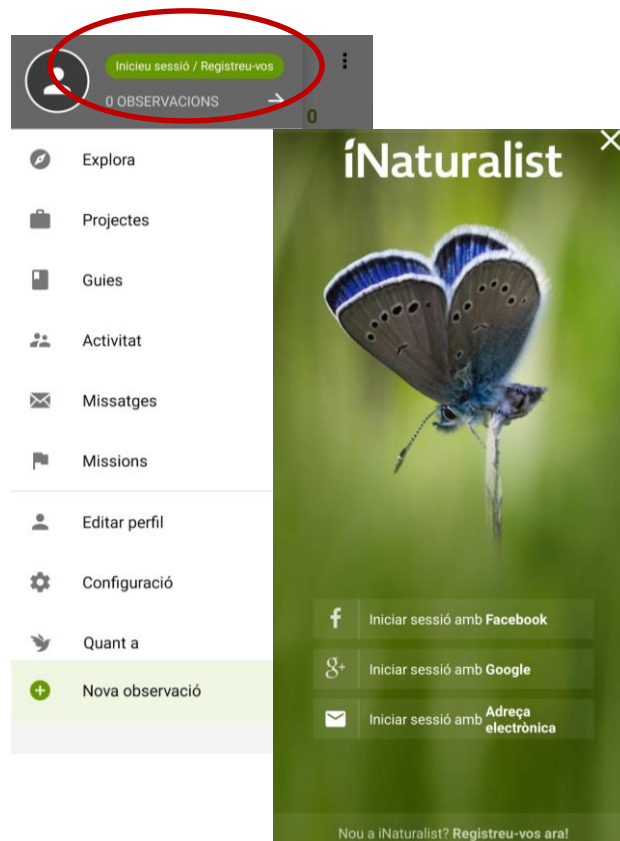 Inicieu sessió / Registreu-vos
0 OBSERVACIONS
0
Explora
Projectes
Guies
Activitat
Missatges
Missions
Editar perfil
Configuració
Quant a
Nova observació
iNaturalist
Iniciar sessió amb Facebook
Iniciar sessió amb Google
Iniciar sessió amb Adreça
electrònica
Nou a iNaturalist? Registreu-vos ara!